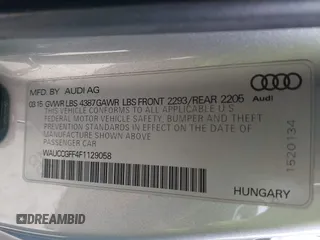 MFD. BY AUDI AG
03 15 GVWR LBS 4387GAWR LBS FRONT 2293/REAR 2205
THIS VEHICLE CONFORMS TO ALL APPLICABLE
FEDERAL MOTOR VEHICLE SAFETY, BUMPER AND THEFT
PREVENTION STANDARDS IN EFFECT ON THE DATE OF
MANUFACTURE SHOWN ABOVE.
PASSENGER CAR
WAUCCGFF4F1129058
HUNGARY
Audi
1520134
DREAMBID